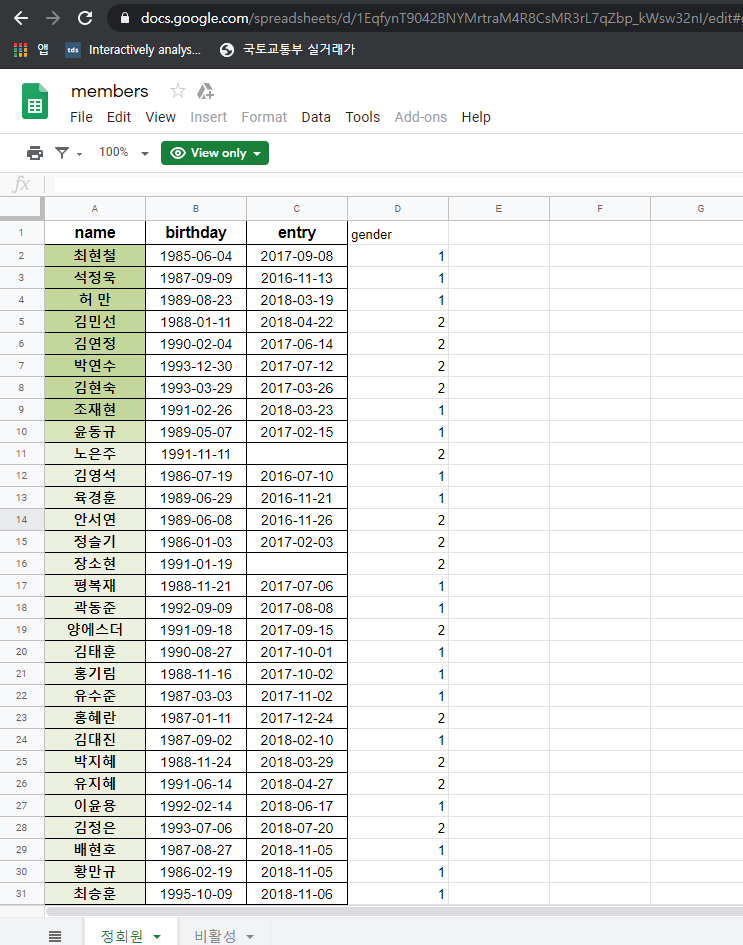 docs.google.com/spreadsheets/d/1EqfynT9042BNYMrtraM4R8CsMR3rL7qZbp_kWsw32nI/edit#
앱 tds Interactively analys... 국토교통부 실거래가
members
File Edit View Insert Format Data Tools Add-ons Help
100% View only
fx
A B C D E F G
1 name birthday entry gender
2 최현철 1985-06-04 2017-09-08 1
3 석정욱 1987-09-09 2016-11-13 1
4 허 만 1989-08-23 2018-03-19 1
5 김민선 1988-01-11 2018-04-22 2
6 김연정 1990-02-04 2017-06-14 2
7 박연수 1993-12-30 2017-07-12 2
8 김현숙 1993-03-29 2017-03-26 2
9 조재현 1991-02-26 2018-03-23 1
10 윤동규 1989-05-07 2017-02-15 1
11 노은주 1991-11-11 2
12 김영석 1986-07-19 2016-07-10 1
13 육경훈 1989-06-29 2016-11-21 1
14 안서연 1989-06-08 2016-11-26 2
15 정슬기 1986-01-03 2017-02-03 2
16 장소현 1991-01-19 2
17 평복재 1988-11-21 2017-07-06 1
18 곽동준 1992-09-09 2017-08-08 1
19 양에스더 1991-09-18 2017-09-15 2
20 김태훈 1990-08-27 2017-10-01 1
21 홍기림 1988-11-16 2017-10-02 1
22 유수준 1987-03-03 2017-11-02 1
23 홍혜란 1987-01-11 2017-12-24 2
24 김대진 1987-09-02 2018-02-10 1
25 박지혜 1988-11-24 2018-03-29 2
26 유지혜 1991-06-14 2018-04-27 2
27 이윤용 1992-02-14 2018-06-17 1
28 김정은 1993-07-06 2018-07-20 2
29 배현호 1987-08-27 2018-11-05 1
30 황만규 1986-02-19 2018-11-05 1
31 최승훈 1995-10-09 2018-11-06 1
정회원 비활성